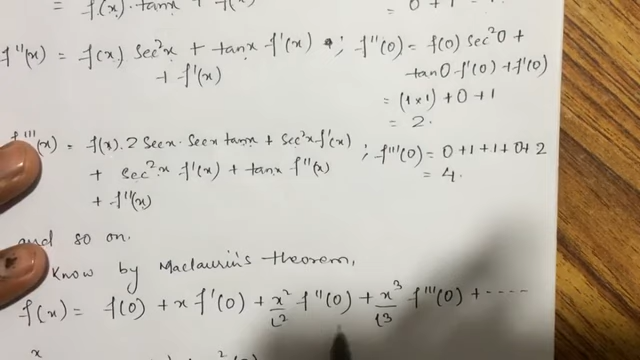 = f(x). tanx + f(x) = 0 + 1
f''(x) = f(x) Sec²x + tanx f'(x) ; f''(0) = f(0) Sec²0 +
+ f'(x) tan0 f'(0) + f'(0)
= (1×1) + 0 + 1
= 2.
f'''(x) = f(x). 2 Secx. Secx tanx + Sec²x f'(x) ; f'''(0) = 0+1+1+0+2
+ Sec²x f'(x) + tanx f''(x) = 4.
+ f''(x)
and so on.
Know by Maclaurin's theorem,
f(x) = f(0) + x f'(0) + x²/⌊2 f''(0) + x³/⌊3 f'''(0) + -----